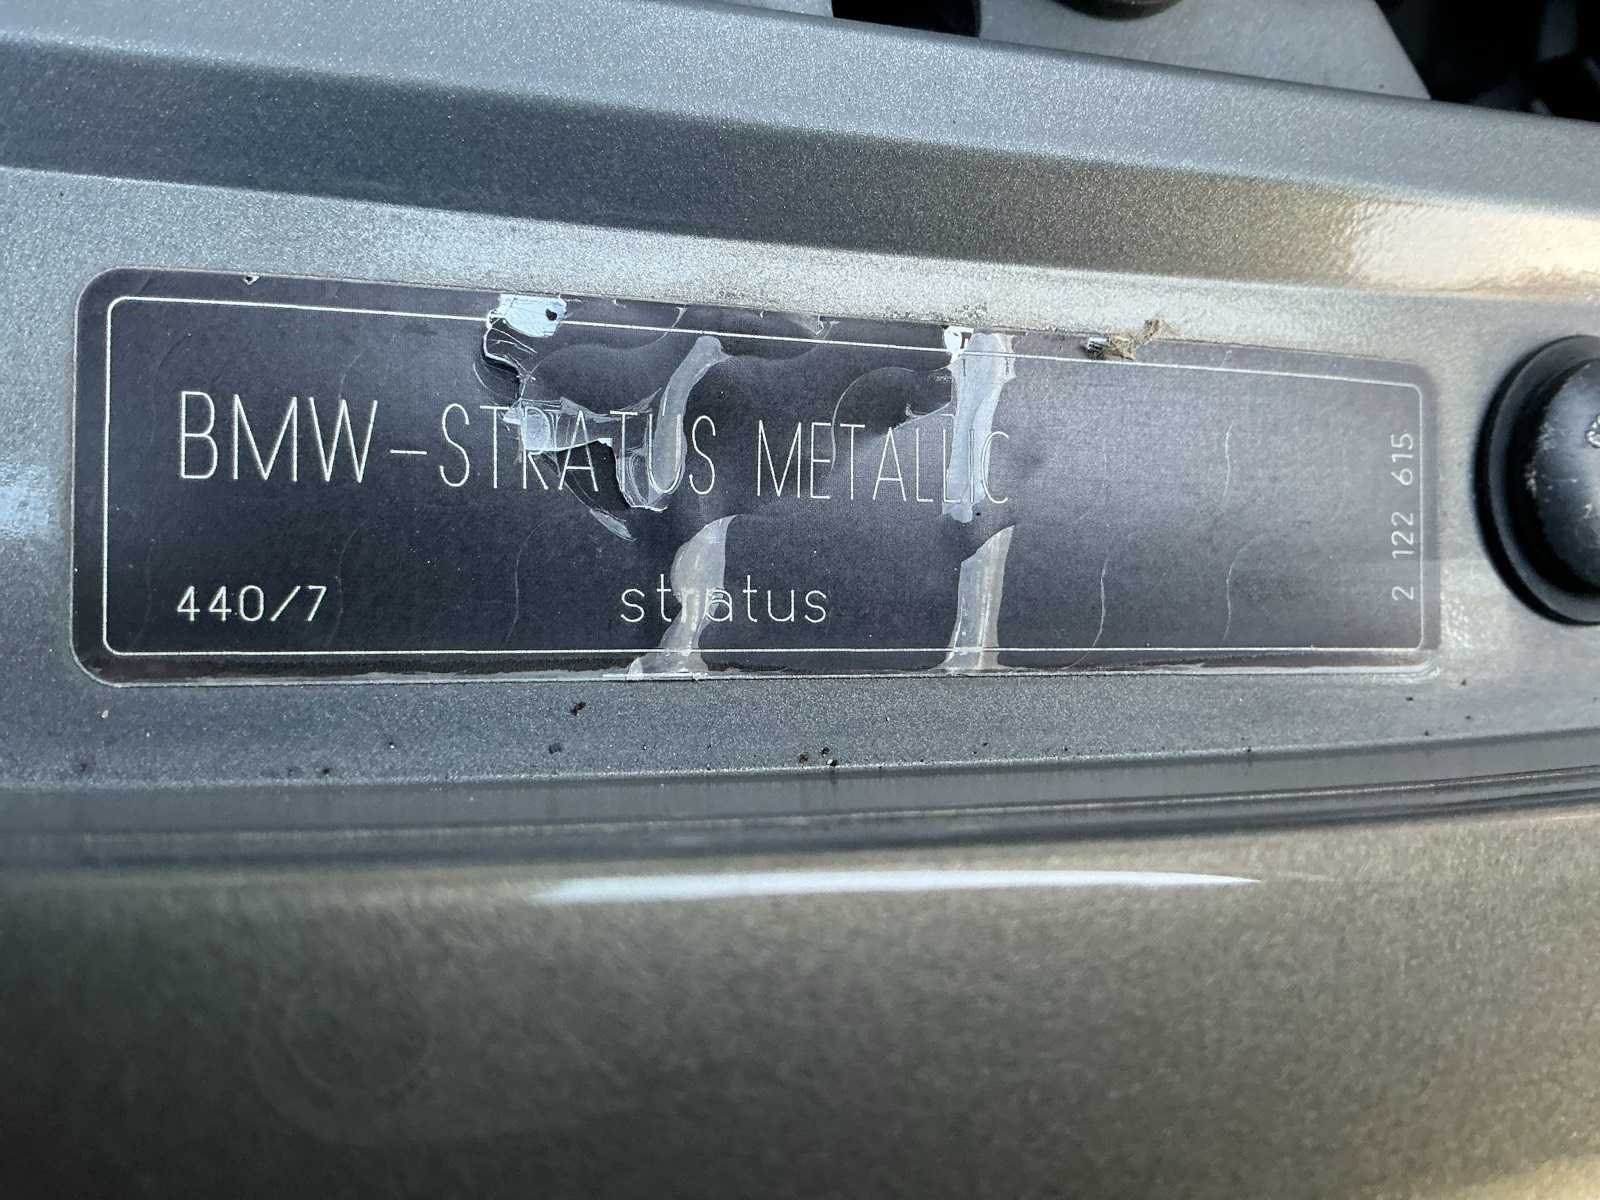 BMW-STRATUS METALLIC
440/7
stratus
2 122 615